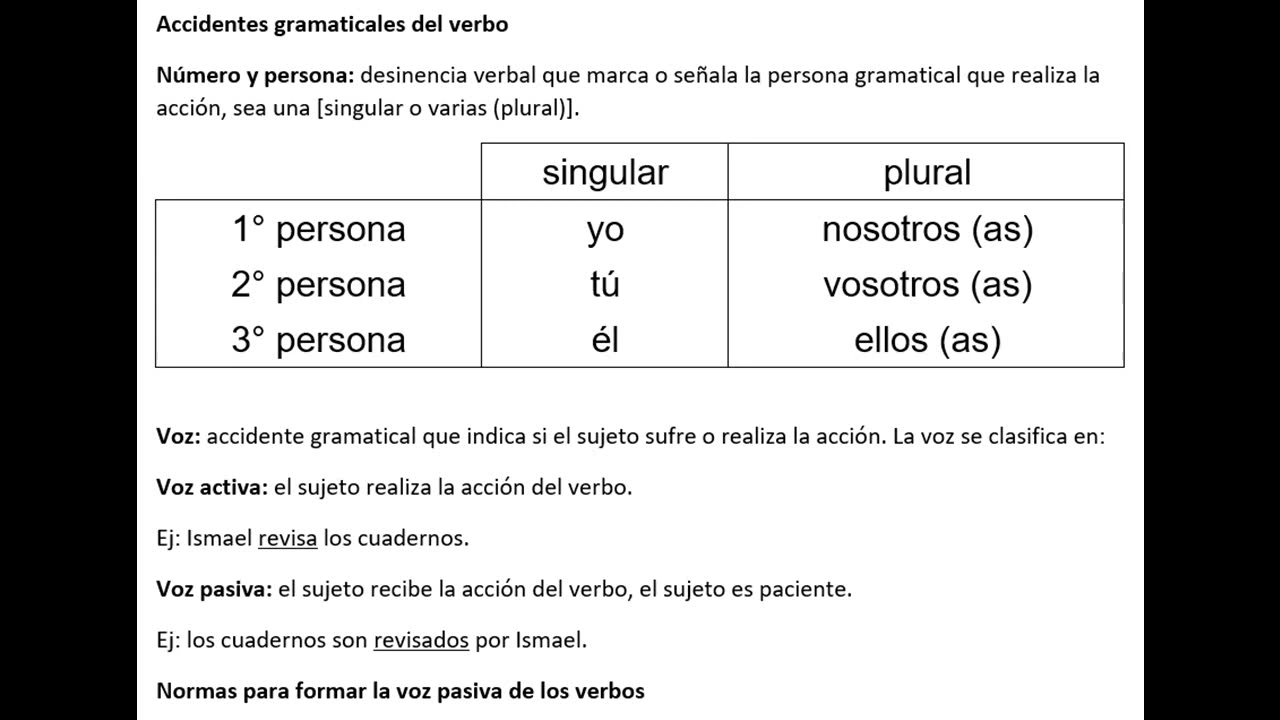 Accidentes gramaticales del verbo
Número y persona: desinencia verbal que marca o señala la persona gramatical que realiza la
acción, sea una [singular o varias (plural)].
singular plural
1° persona yo nosotros (as)
2° persona tú vosotros (as)
3° persona él ellos (as)
Voz: accidente gramatical que indica si el sujeto sufre o realiza la acción. La voz se clasifica en:
Voz activa: el sujeto realiza la acción del verbo.
Ej: Ismael revisa los cuadernos.
Voz pasiva: el sujeto recibe la acción del verbo, el sujeto es paciente.
Ej: los cuadernos son revisados por Ismael.
Normas para formar la voz pasiva de los verbos